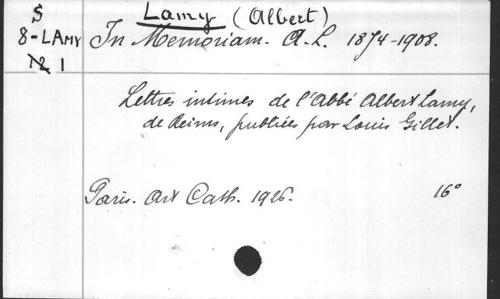 S
Lamy (Albert)
8-LAMY In Memoriam. A.L. 1874-1908.
12 1
Lettres intimes de l'Abbé Albert Lamy,
de Reims, publiées par Louis Gillet.
Paris. Art Cath. 1926. 16°